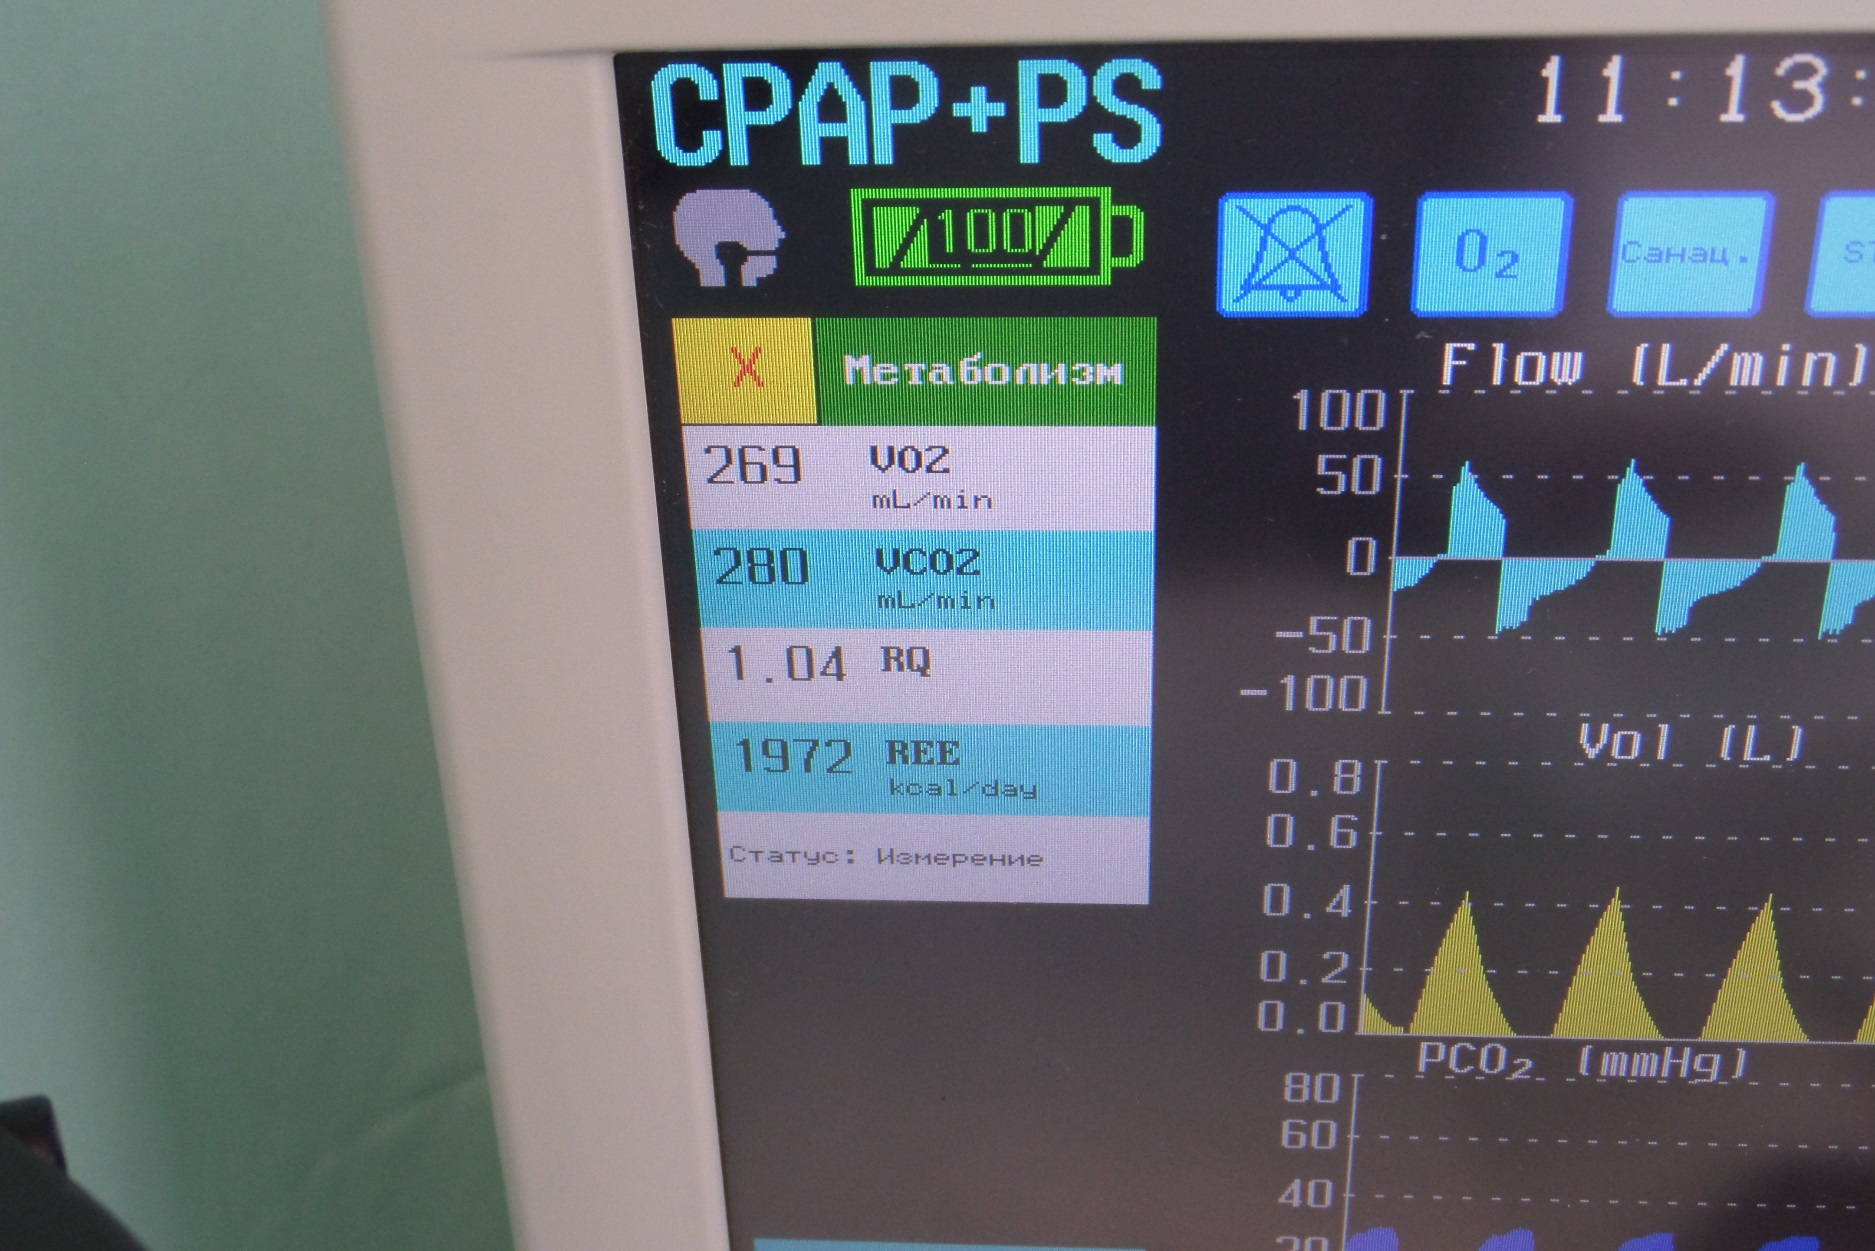 CPAP+PS
11:13:
100
O₂
Санац.
X Метаболизм
269 VO2
mL/min
280 VCO2
mL/min
1.04 RQ
1972 REE
kcal/day
Статус: Измерение
Flow (L/min)
100
50
0
-50
-100
Vol (L)
0.8
0.6
0.4
0.2
0.0
PCO₂ (mmHg)
80
60
40
20